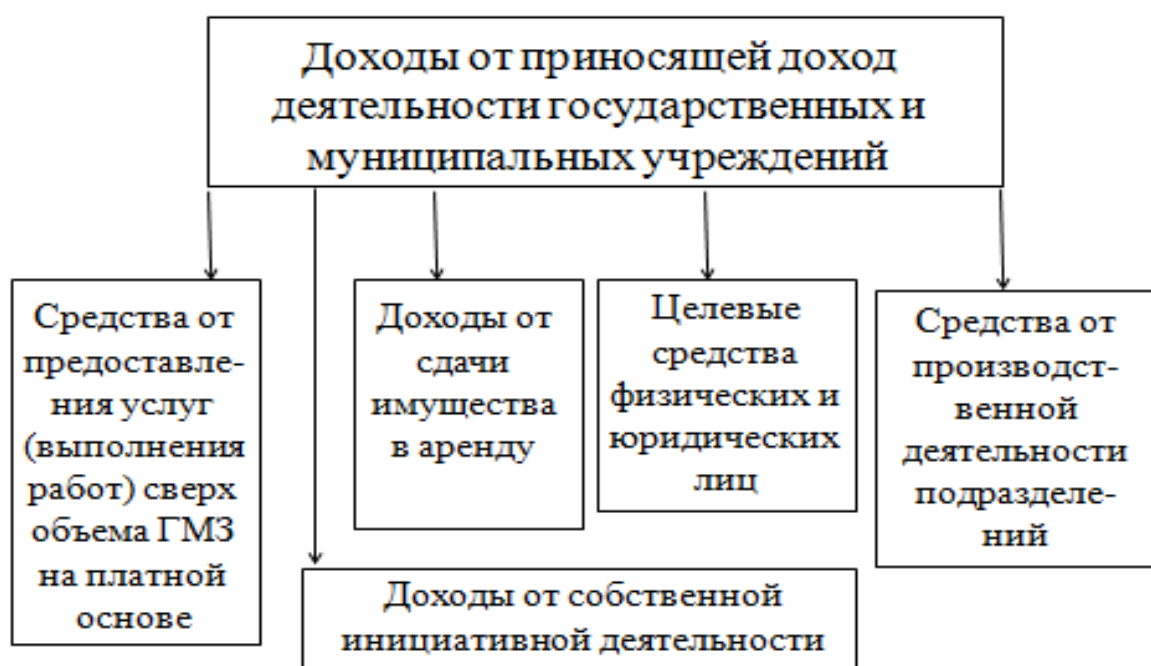 Доходы от приносящей доход
деятельности государственных и
муниципальных учреждений
Средства от
предоставле-
ния услуг
(выполнения
работ) сверх
объема ГМЗ
на платной
основе
Доходы от
сдачи
имущества
в аренду
Целевые
средства
физических и
юридических
лиц
Средства от
производст-
венной
деятельности
подразделе-
ний
Доходы от собственной
инициативной деятельности